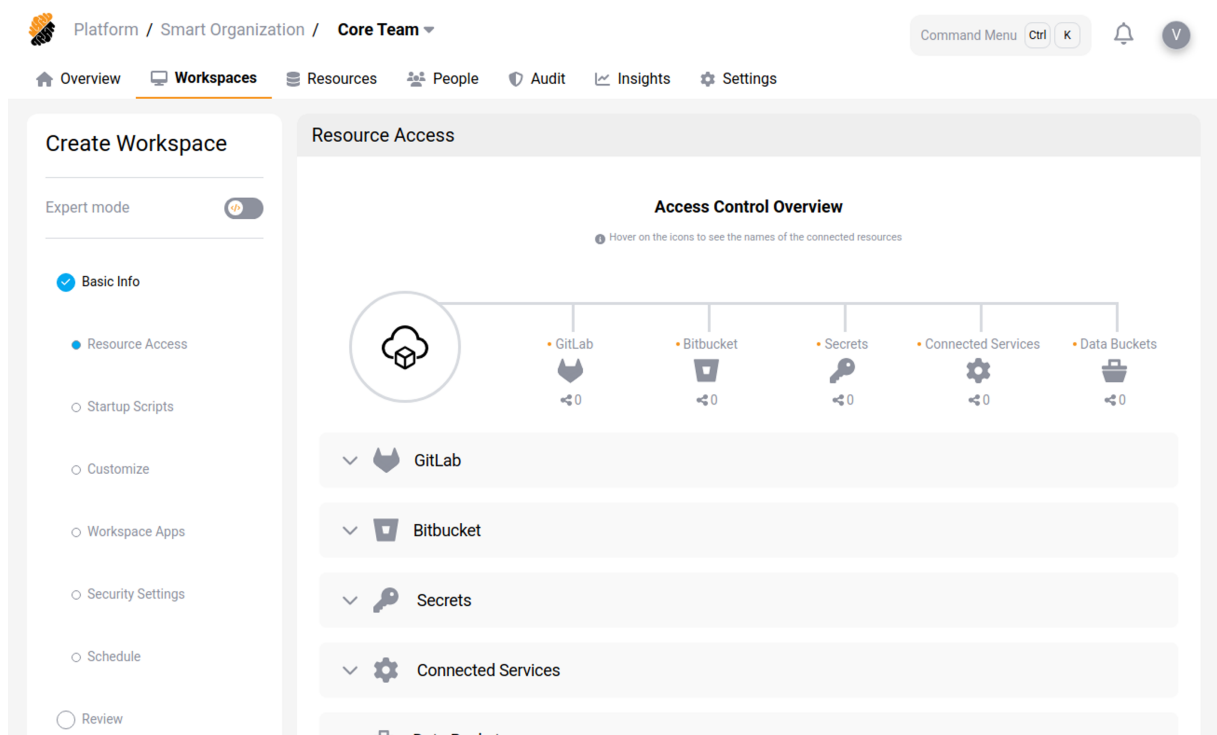 Platform / Smart Organization / Core Team
Command Menu Ctrl K
V
Overview Workspaces Resources People Audit Insights Settings
Create Workspace
Expert mode
Basic Info
Resource Access
Startup Scripts
Customize
Workspace Apps
Security Settings
Schedule
Review
Resource Access
Access Control Overview
Hover on the icons to see the names of the connected resources
• GitLab • Bitbucket • Secrets • Connected Services • Data Buckets
0 0 0 0 0
GitLab
Bitbucket
Secrets
Connected Services